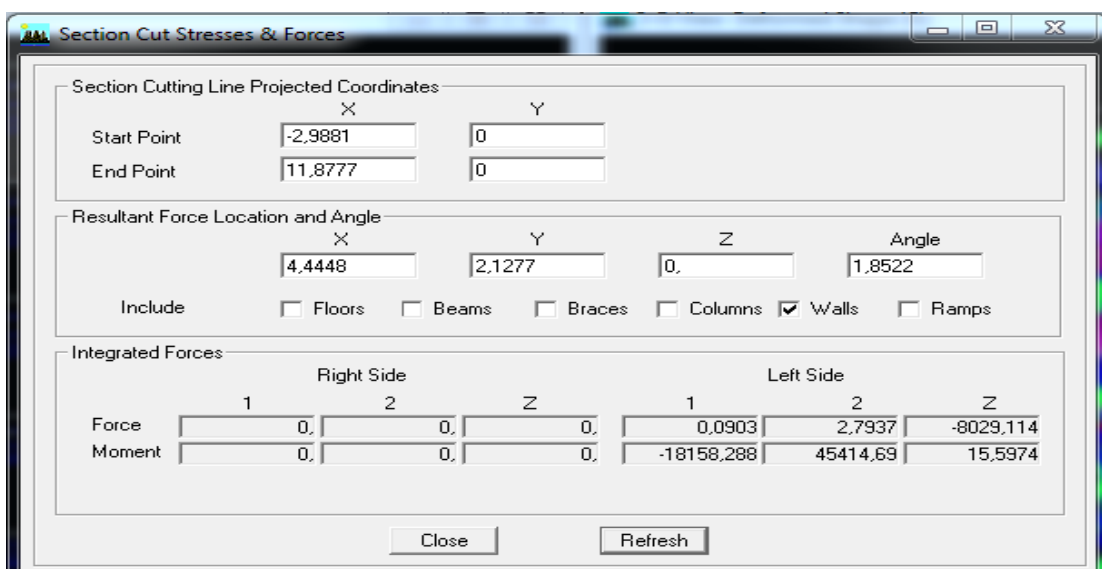 Section Cut Stresses & Forces
Section Cutting Line Projected Coordinates
X Y
Start Point -2,9881 0
End Point 11,8777 0
Resultant Force Location and Angle
X Y Z Angle
4,4448 2,1277 0, 1,8522
Include Floors Beams Braces Columns Walls Ramps
Integrated Forces
Right Side Left Side
1 2 Z 1 2 Z
Force 0, 0, 0, 0,0903 2,7937 -8029,114
Moment 0, 0, 0, -18158,288 45414,69 15,5974
Close Refresh